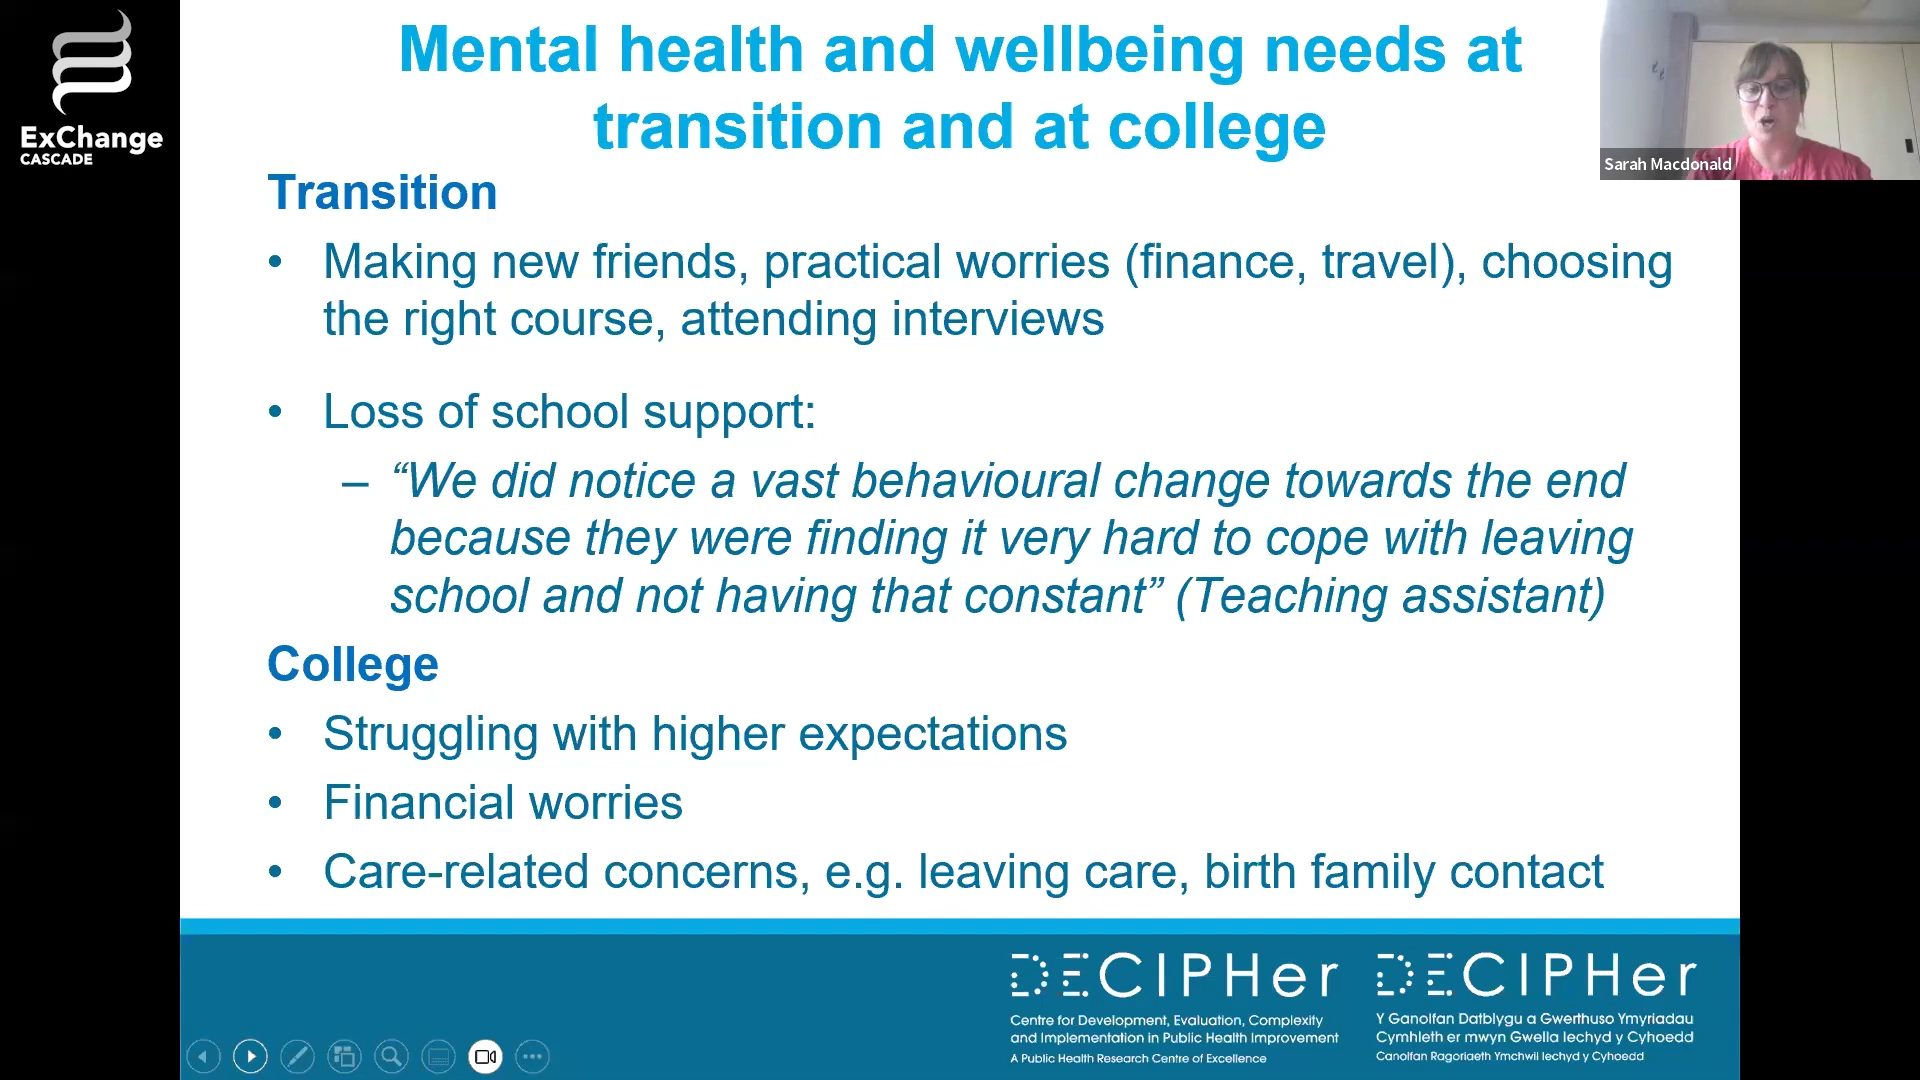 ExChange
CASCADE
Mental health and wellbeing needs at
transition and at college
Sarah Macdonald
Transition
• Making new friends, practical worries (finance, travel), choosing
the right course, attending interviews
• Loss of school support:
– “We did notice a vast behavioural change towards the end
because they were finding it very hard to cope with leaving
school and not having that constant” (Teaching assistant)
College
• Struggling with higher expectations
• Financial worries
• Care-related concerns, e.g. leaving care, birth family contact
DECIPHer
Centre for Development, Evaluation, Complexity
and Implementation in Public Health Improvement
A Public Health Research Centre of Excellence
DECIPHer
Y Ganolfan Datblygu a Gwerthuso Ymyriadau
Cymhleth er mwyn Gwella Iechyd y Cyhoedd
Canolfan Ragoriaeth Ymchwil Iechyd y Cyhoedd